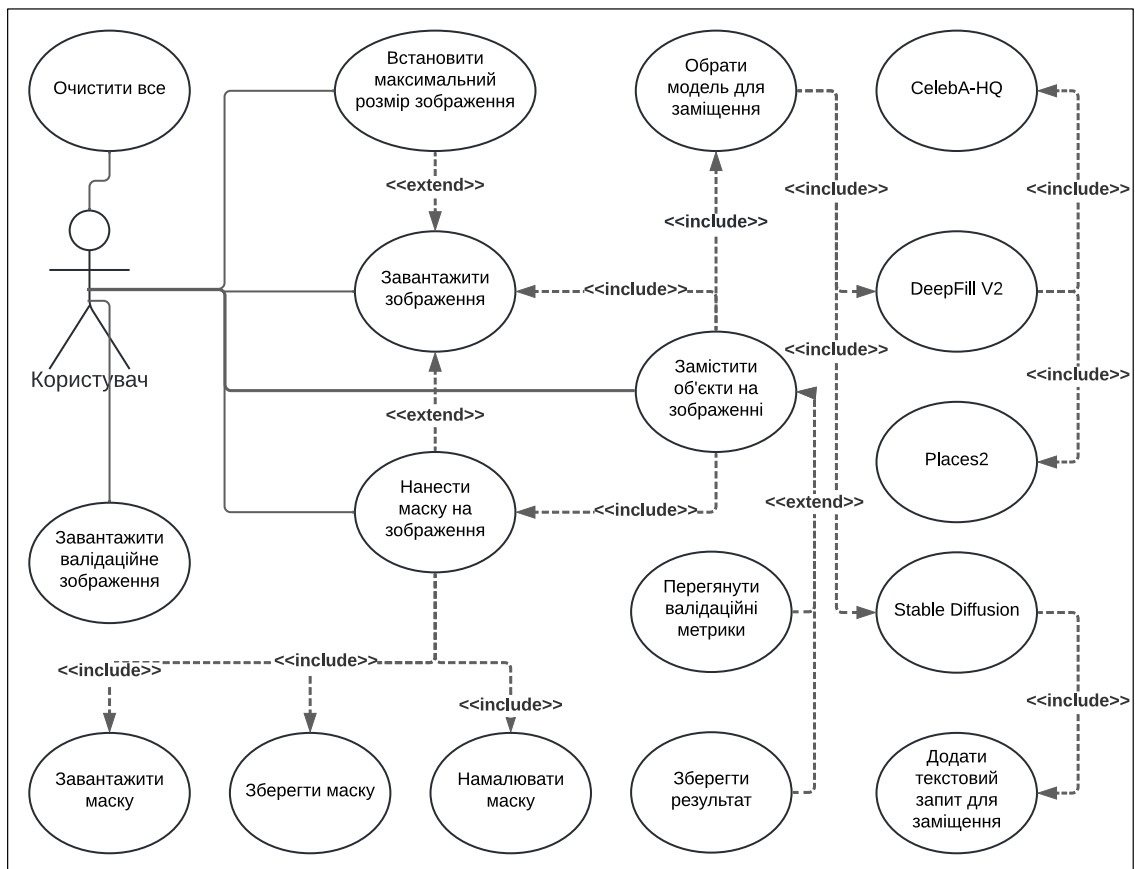 Очистити все
Встановити
максимальний
розмір зображення
Обрати
модель для
заміщення
CelebA-HQ
<<extend>>
<<include>>
<<include>>
<<include>>
Завантажити
зображення
<<include>>
DeepFill V2
Користувач
<<extend>>
Замістити
об'єкти на
зображенні
<<include>>
Places2
Нанести
маску на
зображення
<<include>>
<<extend>>
Завантажити
валідаційне
зображення
Перегянути
валідаційні
метрики
Stable Diffusion
<<include>>
<<include>>
<<include>>
<<include>>
Завантажити
маску
Зберегти маску
Намалювати
маску
Зберегти
результат
Додати
текстовий
запит для
заміщення